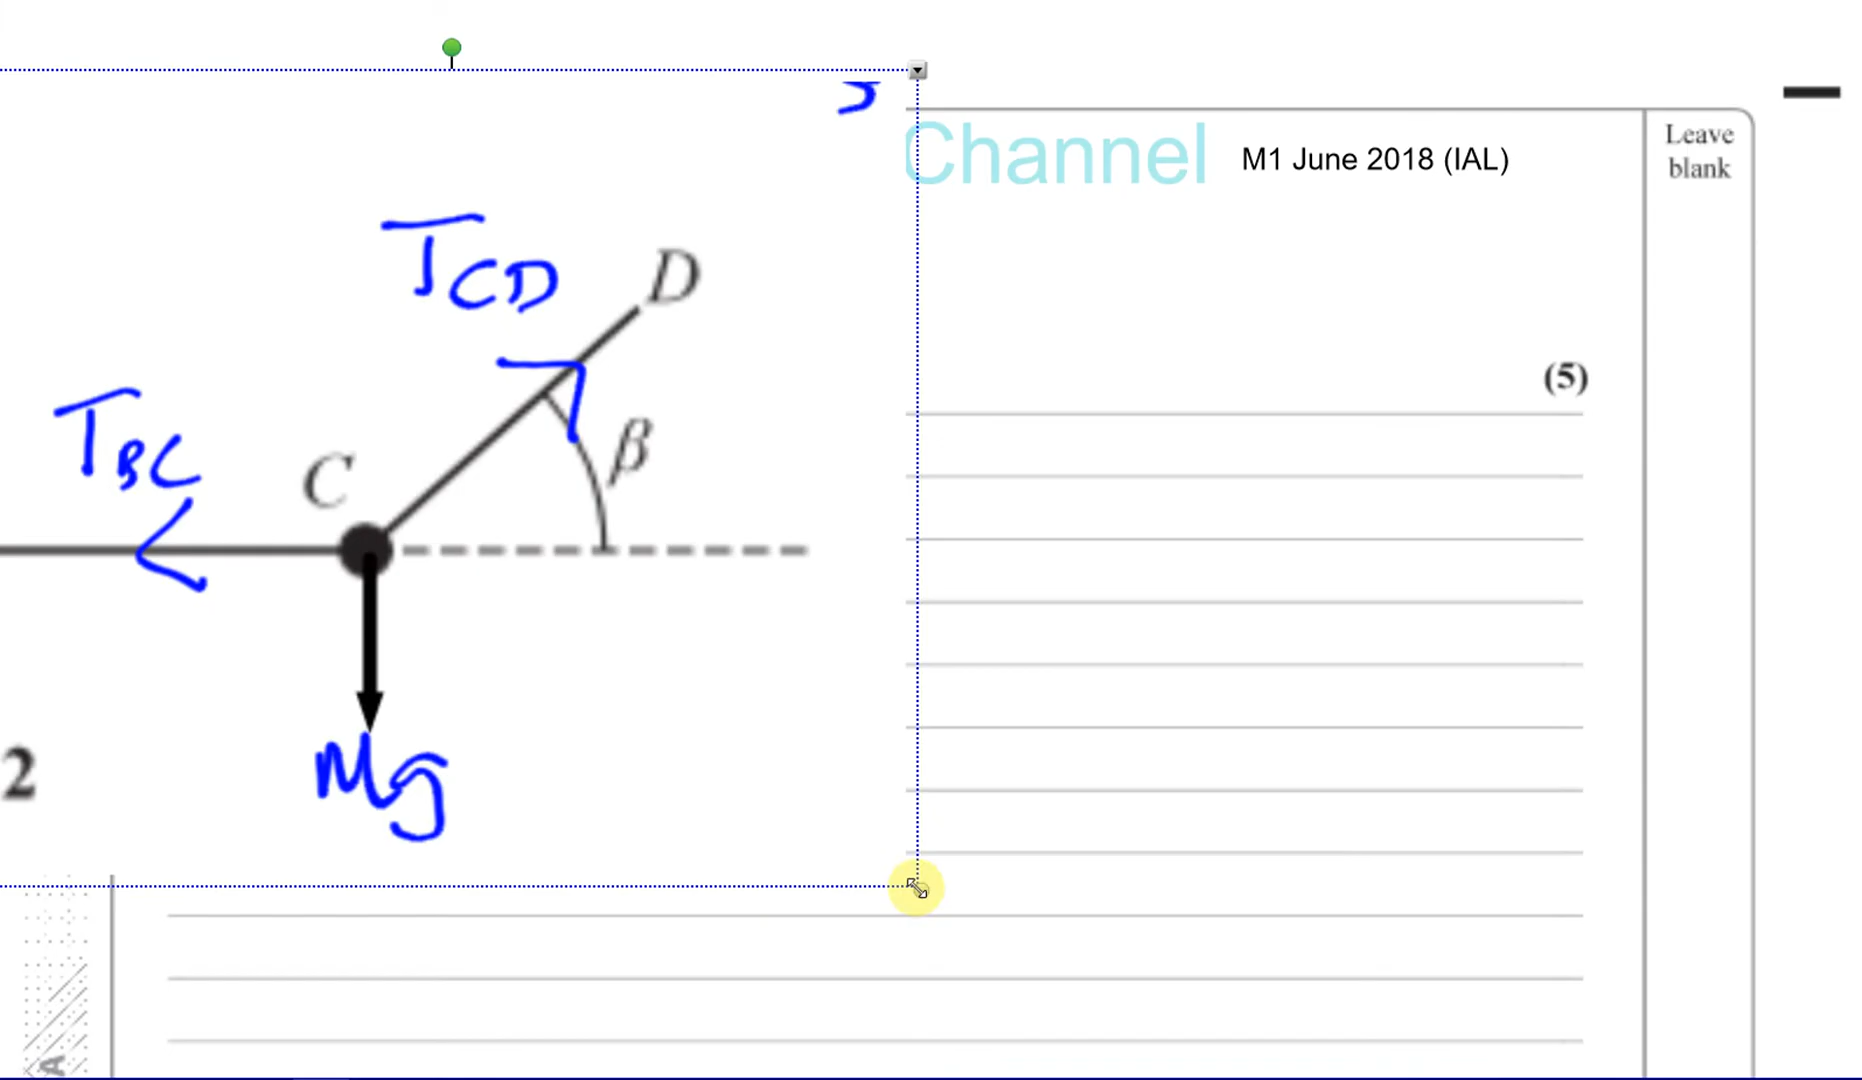 Channel M1 June 2018 (IAL)
Leave
blank
T_CD
D
(5)
T_BC
C
β
2
Mg
A